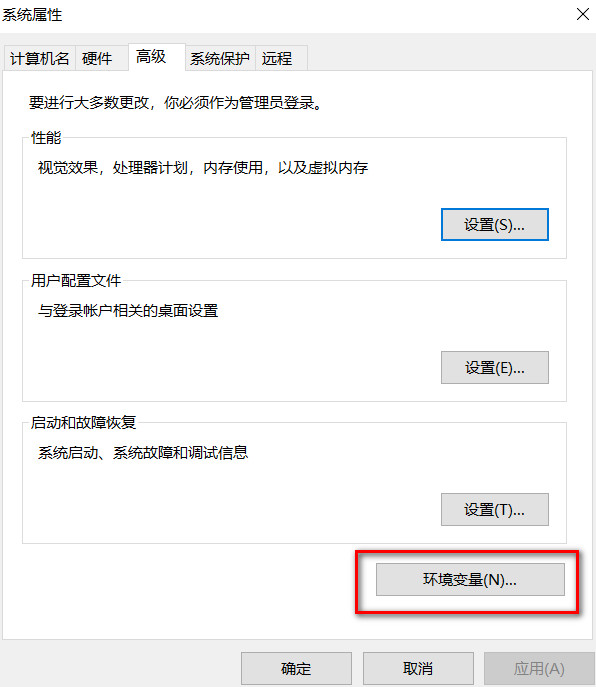 系统属性
计算机名 硬件 高级 系统保护 远程
要进行大多数更改，你必须作为管理员登录。
性能
视觉效果，处理器计划，内存使用，以及虚拟内存
设置(S)...
用户配置文件
与登录帐户相关的桌面设置
设置(E)...
启动和故障恢复
系统启动、系统故障和调试信息
设置(T)...
环境变量(N)...
确定 取消 应用(A)